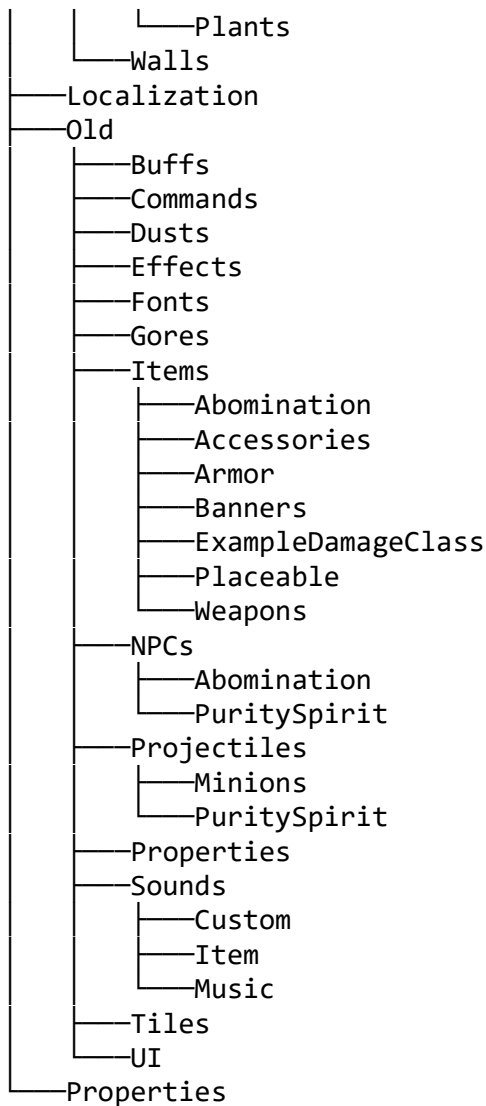 │   │   │   └───Plants
│   │   └───Walls
├───Localization
├───Old
│   ├───Buffs
│   ├───Commands
│   ├───Dusts
│   ├───Effects
│   ├───Fonts
│   ├───Gores
│   ├───Items
│   │   ├───Abomination
│   │   ├───Accessories
│   │   ├───Armor
│   │   ├───Banners
│   │   ├───ExampleDamageClass
│   │   ├───Placeable
│   │   └───Weapons
│   ├───NPCs
│   │   ├───Abomination
│   │   └───PuritySpirit
│   ├───Projectiles
│   │   ├───Minions
│   │   └───PuritySpirit
│   ├───Properties
│   ├───Sounds
│   │   ├───Custom
│   │   ├───Item
│   │   └───Music
│   ├───Tiles
│   └───UI
└───Properties